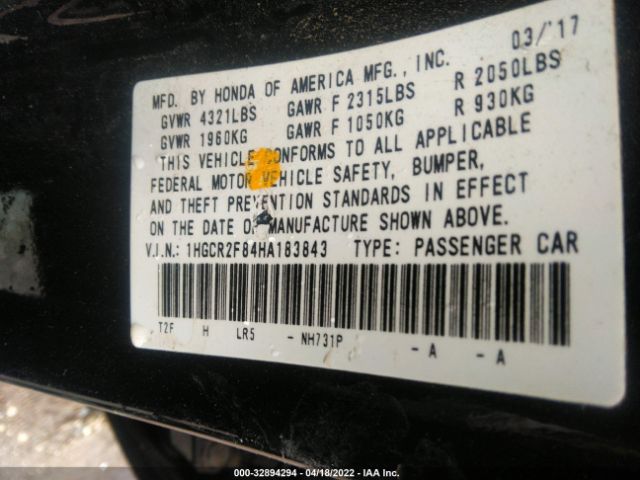 MFD. BY HONDA OF AMERICA MFG., INC. 03/'17
GVWR 4321LBS GAWR F 2315LBS R 2050LBS
GVWR 1960KG GAWR F 1050KG R 930KG
THIS VEHICLE CONFORMS TO ALL APPLICABLE
FEDERAL MOTOR VEHICLE SAFETY, BUMPER,
AND THEFT PREVENTION STANDARDS IN EFFECT
ON THE DATE OF MANUFACTURE SHOWN ABOVE.
V.I.N.: 1HGCR2F84HA183843 TYPE: PASSENGER CAR
T2F H LR5 - NH731P - A - A
000-32894294 - 04/18/2022 - IAA Inc.